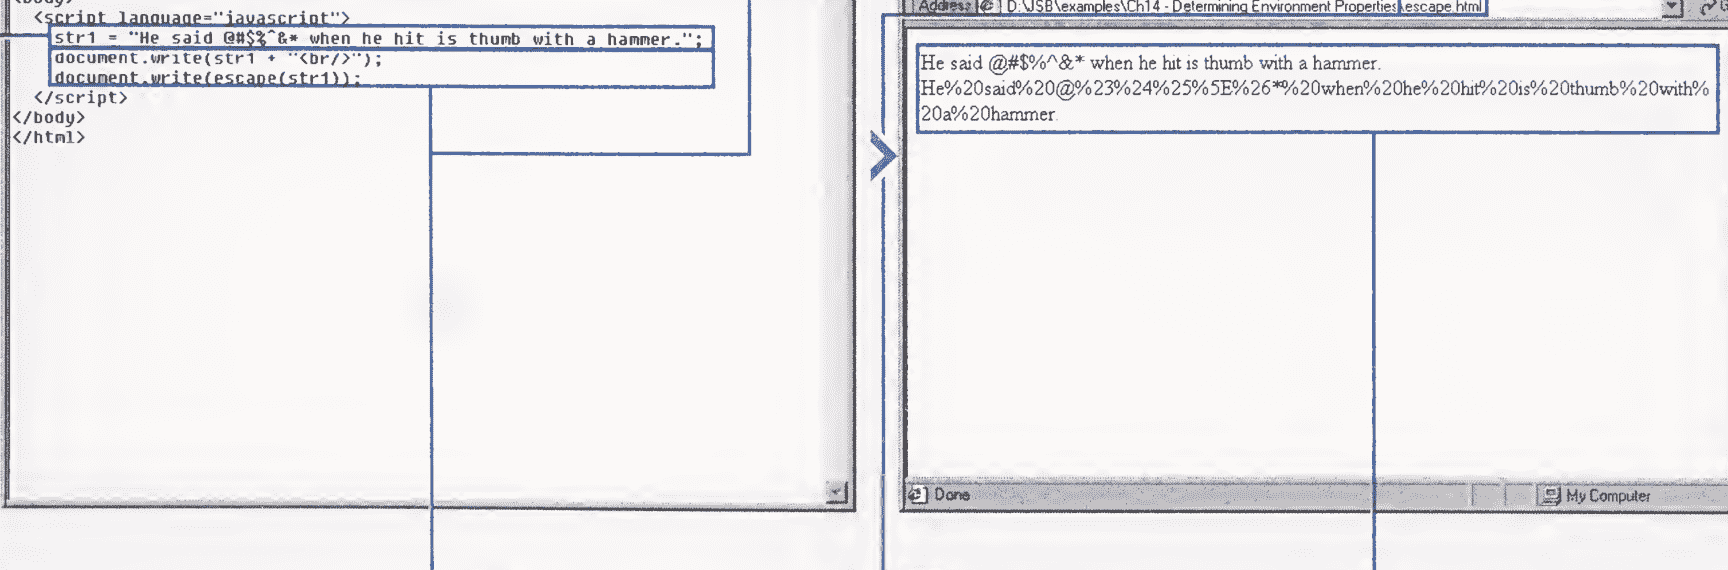 <body>
<script language="javascript">
str1 = "He said @#$%^&* when he hit is thumb with a hammer.";
document.write(str1 + "<br/>");
document.write(escape(str1));
</script>
</body>
</html>
Address D:\JSB\examples\Ch14 - Determining Environment Properties\escape.html
He said @#$%^&* when he hit is thumb with a hammer.
He%20said%20@%23%24%25%5E%26*%20when%20he%20hit%20is%20thumb%20with%
20a%20hammer.
Done
My Computer